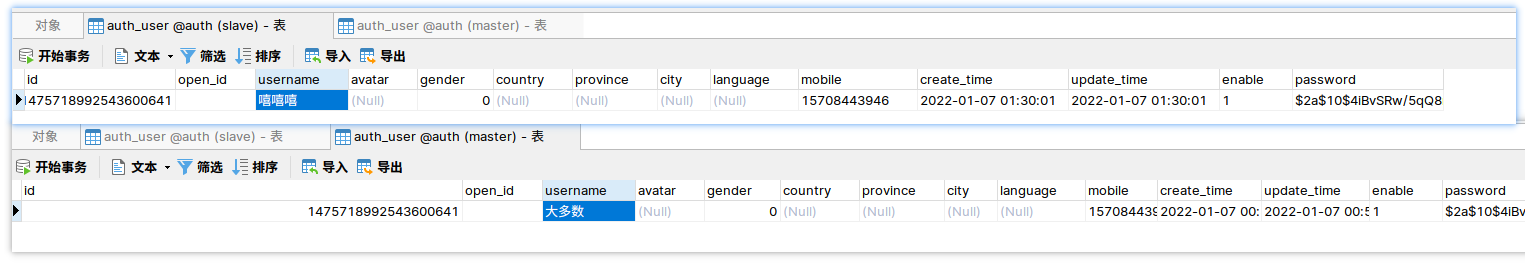 对象 auth_user @auth (slave) - 表 auth_user @auth (master) - 表
开始事务 文本 筛选 排序 导入 导出
id open_id username avatar gender country province city language mobile create_time update_time enable password
1475718992543600641 嘻嘻嘻 (Null) 0 (Null) (Null) (Null) (Null) 15708443946 2022-01-07 01:30:01 2022-01-07 01:30:01 1 $2a$10$4iBvSRw/5qQ8
对象 auth_user @auth (slave) - 表 auth_user @auth (master) - 表
开始事务 文本 筛选 排序 导入 导出
id open_id username avatar gender country province city language mobile create_time update_time enable password
1475718992543600641 大多数 (Null) 0 (Null) (Null) (Null) (Null) 157084439 2022-01-07 00: 2022-01-07 00:5 1 $2a$10$4iBv